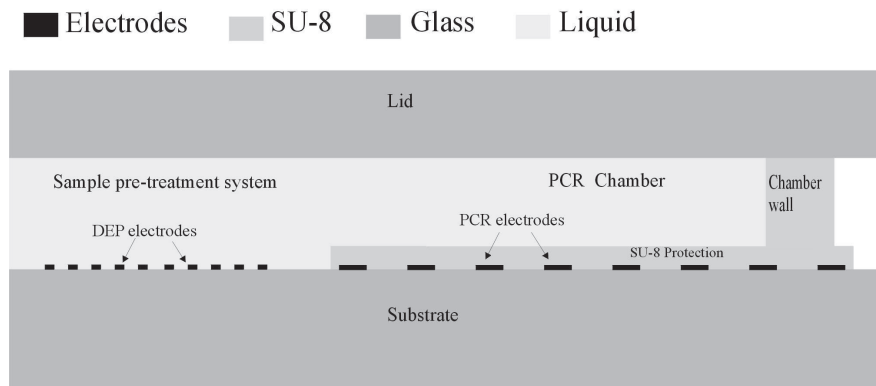 Electrodes SU-8 Glass Liquid
Lid
Sample pre-treatment system
PCR Chamber
Chamber
wall
DEP electrodes
PCR electrodes
SU-8 Protection
Substrate